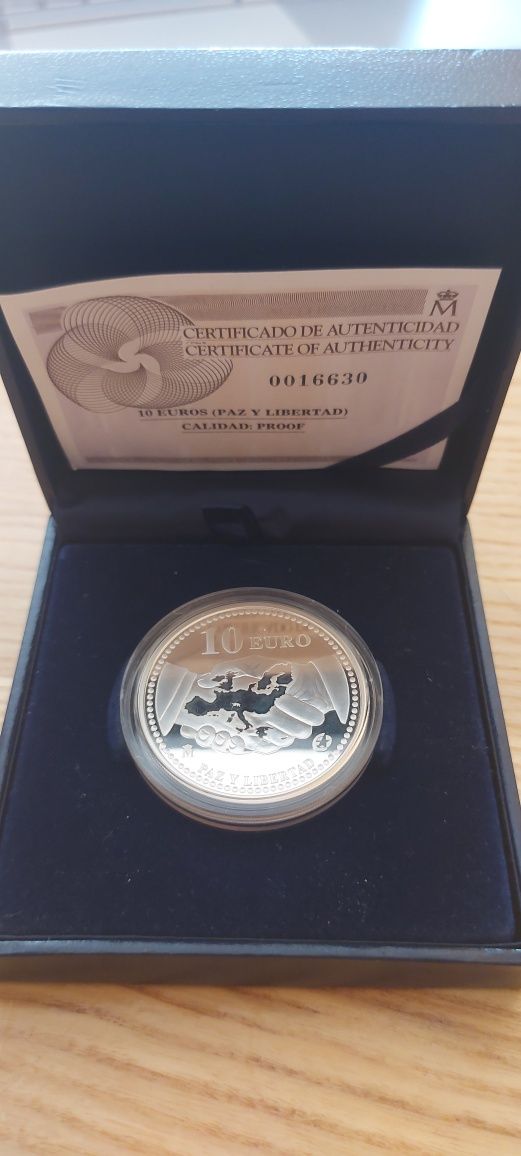 M
CERTIFICADO DE AUTENTICIDAD
CERTIFICATE OF AUTHENTICITY
0016630
10 EUROS (PAZ Y LIBERTAD)
CALIDAD: PROOF
10 EURO
M
PAZ Y LIBERTAD